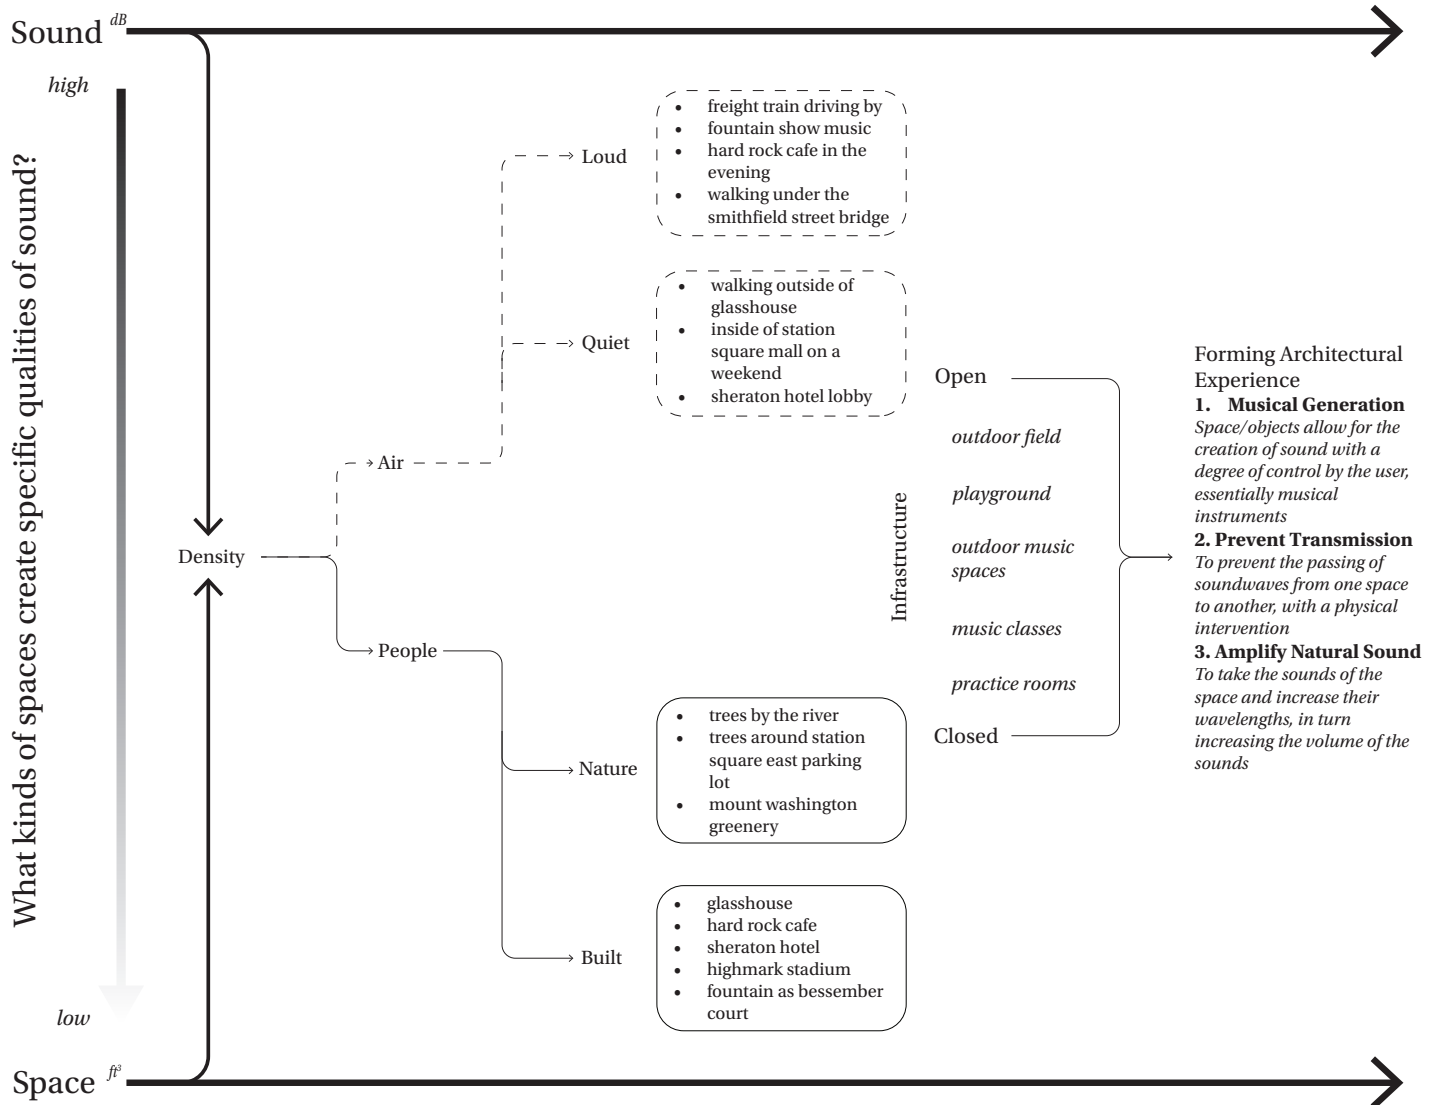 Sound dB
high
What kinds of spaces create specific qualities of sound?
low
Space ft³
Density
Air
People
Loud
Quiet
Nature
Built
• freight train driving by
• fountain show music
• hard rock cafe in the
evening
• walking under the
smithfield street bridge
• walking outside of
glasshouse
• inside of station
square mall on a
weekend
• sheraton hotel lobby
• trees by the river
• trees around station
square east parking
lot
• mount washington
greenery
• glasshouse
• hard rock cafe
• sheraton hotel
• highmark stadium
• fountain as bessember
court
Infrastructure
Open
outdoor field
playground
outdoor music
spaces
music classes
practice rooms
Closed
Forming Architectural
Experience
1. Musical Generation
Space/objects allow for the
creation of sound with a
degree of control by the user,
essentially musical
instruments
2. Prevent Transmission
To prevent the passing of
soundwaves from one space
to another, with a physical
intervention
3. Amplify Natural Sound
To take the sounds of the
space and increase their
wavelengths, in turn
increasing the volume of the
sounds